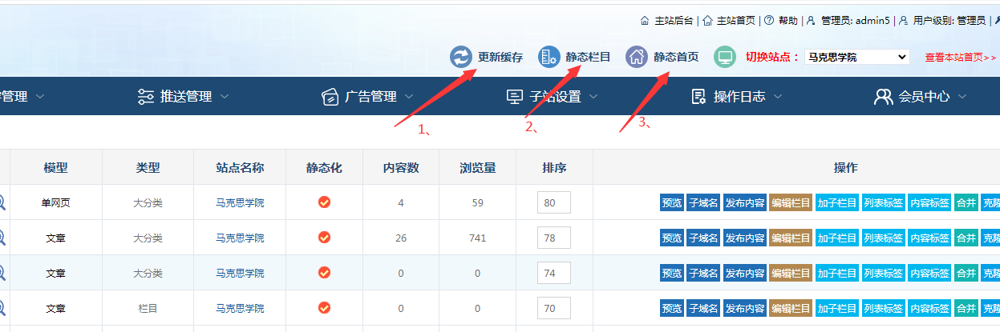 主站后台 | 主站首页 | 帮助 | 管理员: admin5 | 用户级别: 管理员 |
更新缓存 静态栏目 静态首页 切换站点： 马克思学院 查看本站首页>>
管理 推送管理 广告管理 子站设置 操作日志 会员中心
1、 2、 3、
模型 类型 站点名称 静态化 内容数 浏览量 排序 操作
单网页 大分类 马克思学院 4 59 80 预览 子域名 发布内容 编辑栏目 加子栏目 列表标签 内容标签 合并 克隆
文章 大分类 马克思学院 26 741 78 预览 子域名 发布内容 编辑栏目 加子栏目 列表标签 内容标签 合并 克隆
文章 大分类 马克思学院 0 0 74 预览 子域名 发布内容 编辑栏目 加子栏目 列表标签 内容标签 合并 克隆
文章 栏目 马克思学院 0 0 70 预览 子域名 发布内容 编辑栏目 加子栏目 列表标签 内容标签 合并 克隆